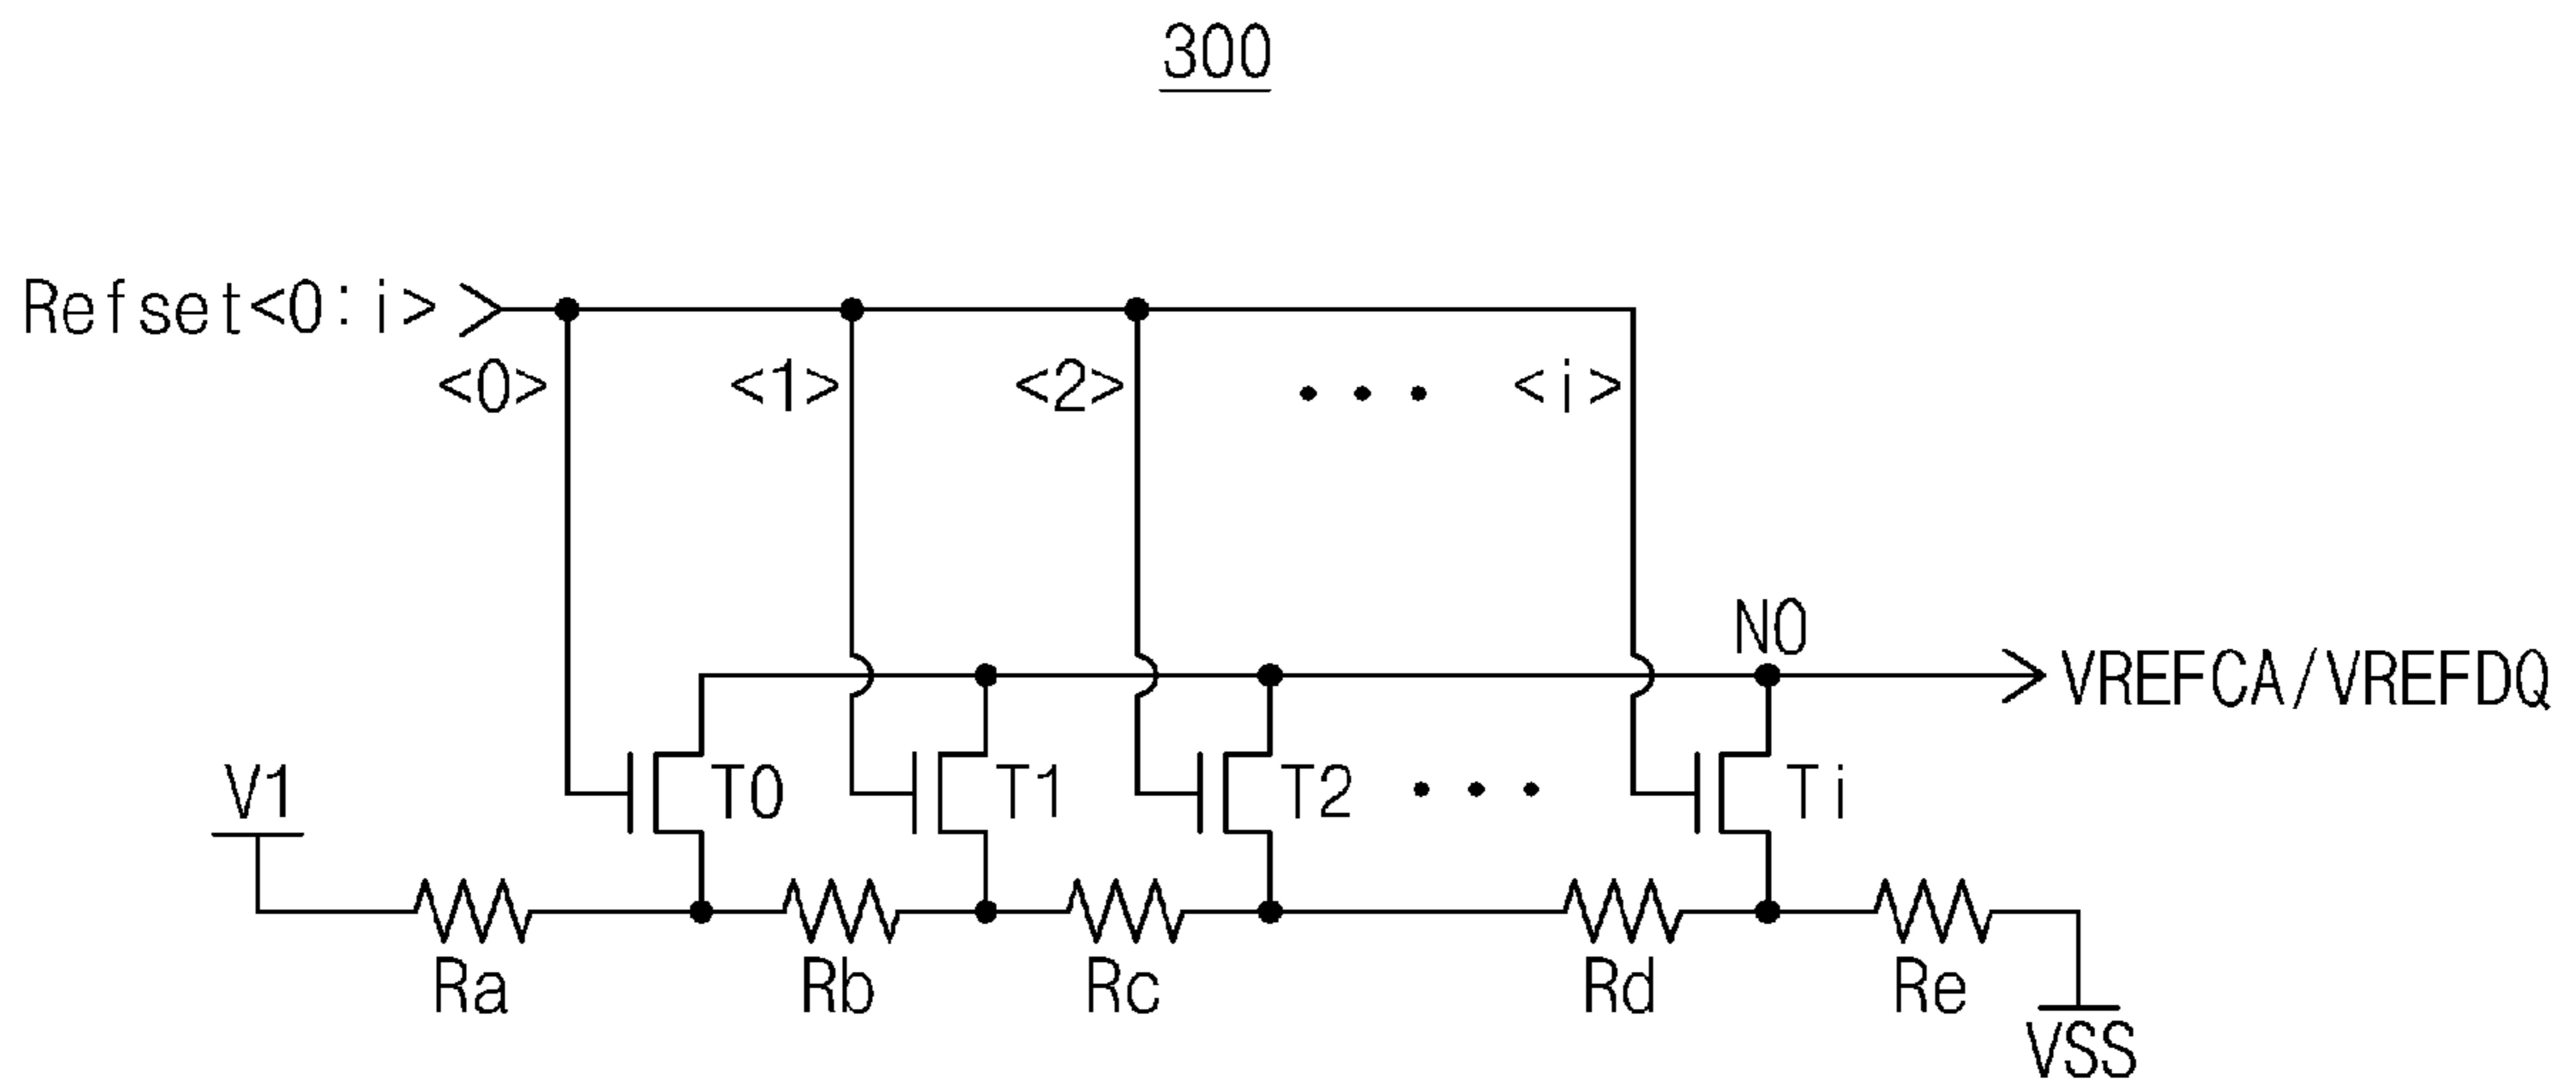 300
Refset<0:i>
<0> <1> <2> ... <i>
N0
VREFCA/VREFDQ
V1 T0 T1 T2 ... Ti
Ra Rb Rc Rd Re
VSS